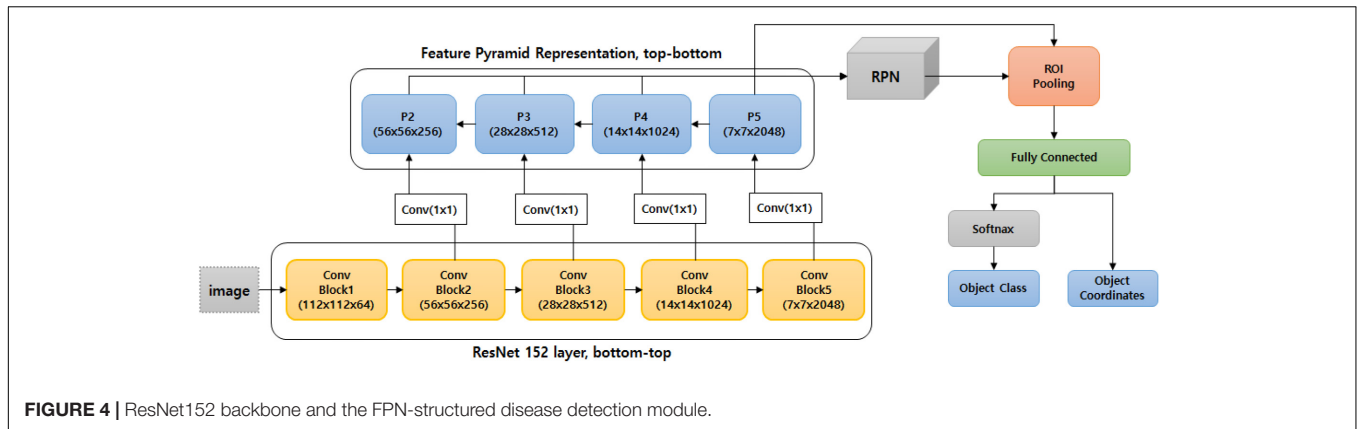 Feature Pyramid Representation, top-bottom
P2
(56x56x256)
P3
(28x28x512)
P4
(14x14x1024)
P5
(7x7x2048)
RPN
ROI
Pooling
Fully Connected
Softnax
Object Class
Object
Coordinates
Conv(1x1)
Conv(1x1)
Conv(1x1)
Conv(1x1)
image
Conv
Block1
(112x112x64)
Conv
Block2
(56x56x256)
Conv
Block3
(28x28x512)
Conv
Block4
(14x14x1024)
Conv
Block5
(7x7x2048)
ResNet 152 layer, bottom-top
FIGURE 4 | ResNet152 backbone and the FPN-structured disease detection module.